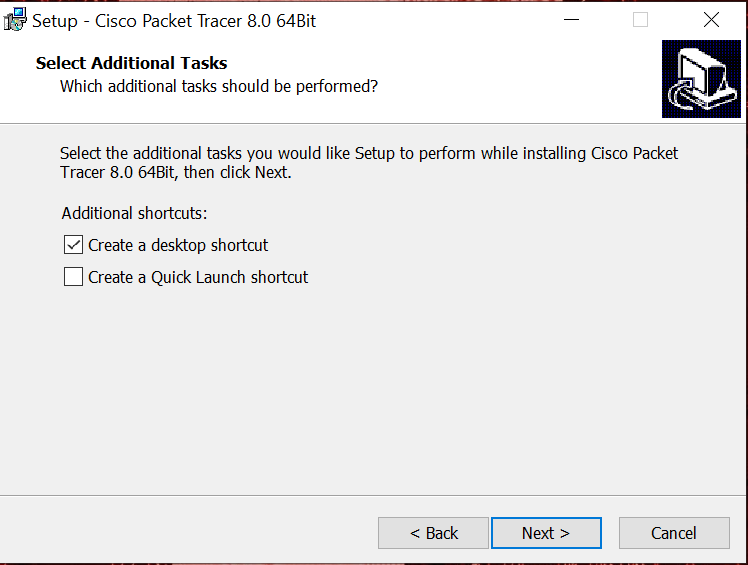 Setup - Cisco Packet Tracer 8.0 64Bit
Select Additional Tasks
Which additional tasks should be performed?
Select the additional tasks you would like Setup to perform while installing Cisco Packet
Tracer 8.0 64Bit, then click Next.
Additional shortcuts:
Create a desktop shortcut
Create a Quick Launch shortcut
< Back
Next >
Cancel